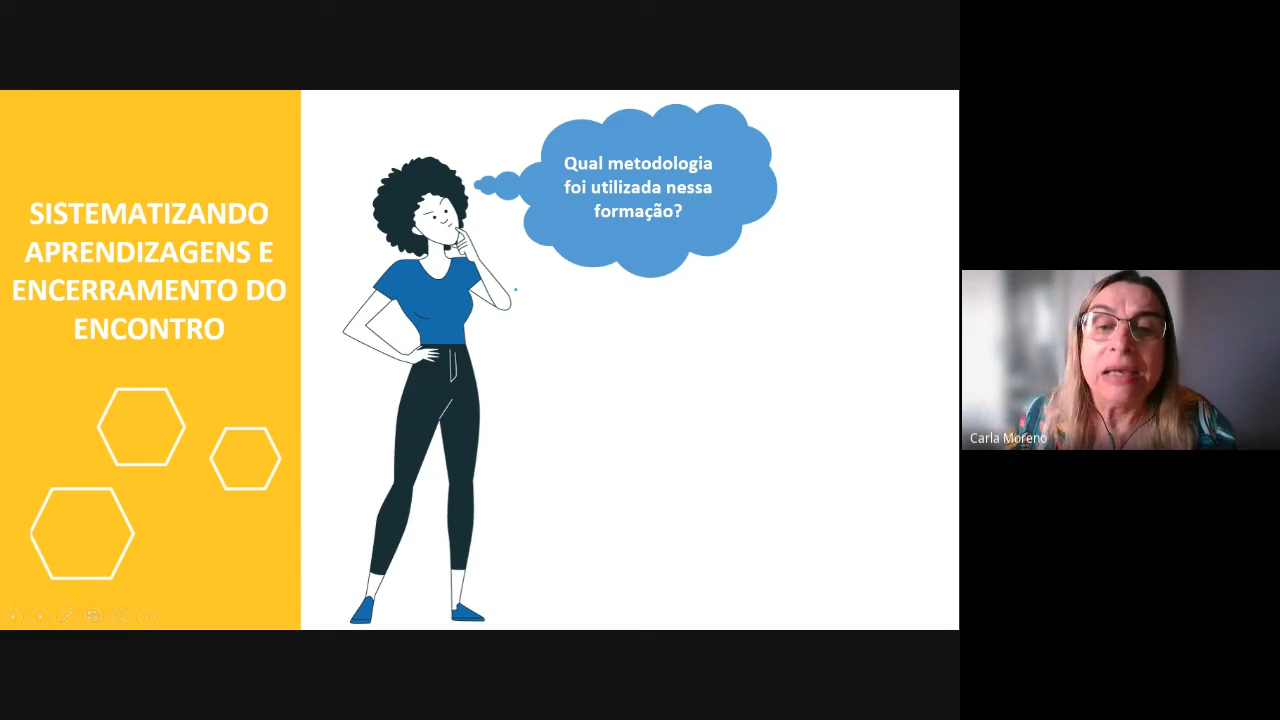 SISTEMATIZANDO
APRENDIZAGENS E
ENCERRAMENTO DO
ENCONTRO
Qual metodologia
foi utilizada nessa
formação?
Carla Moreno